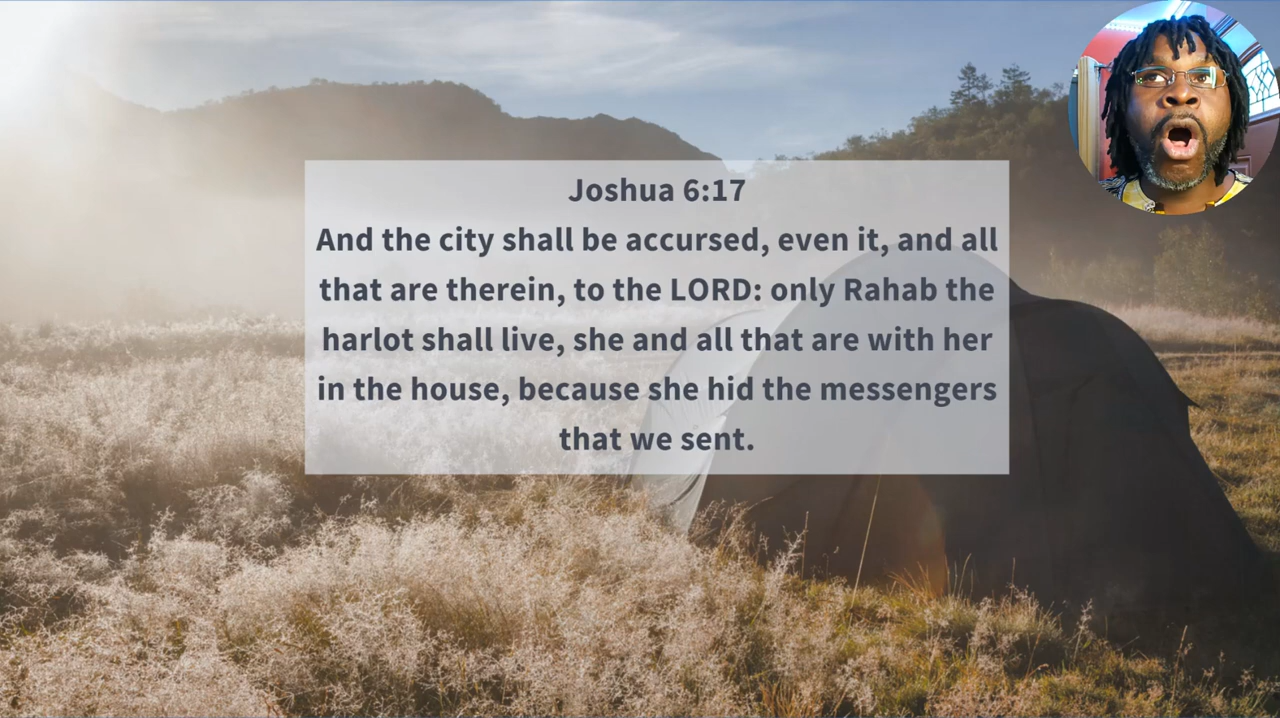 Joshua 6:17
And the city shall be accursed, even it, and all
that are therein, to the LORD: only Rahab the
harlot shall live, she and all that are with her
in the house, because she hid the messengers
that we sent.